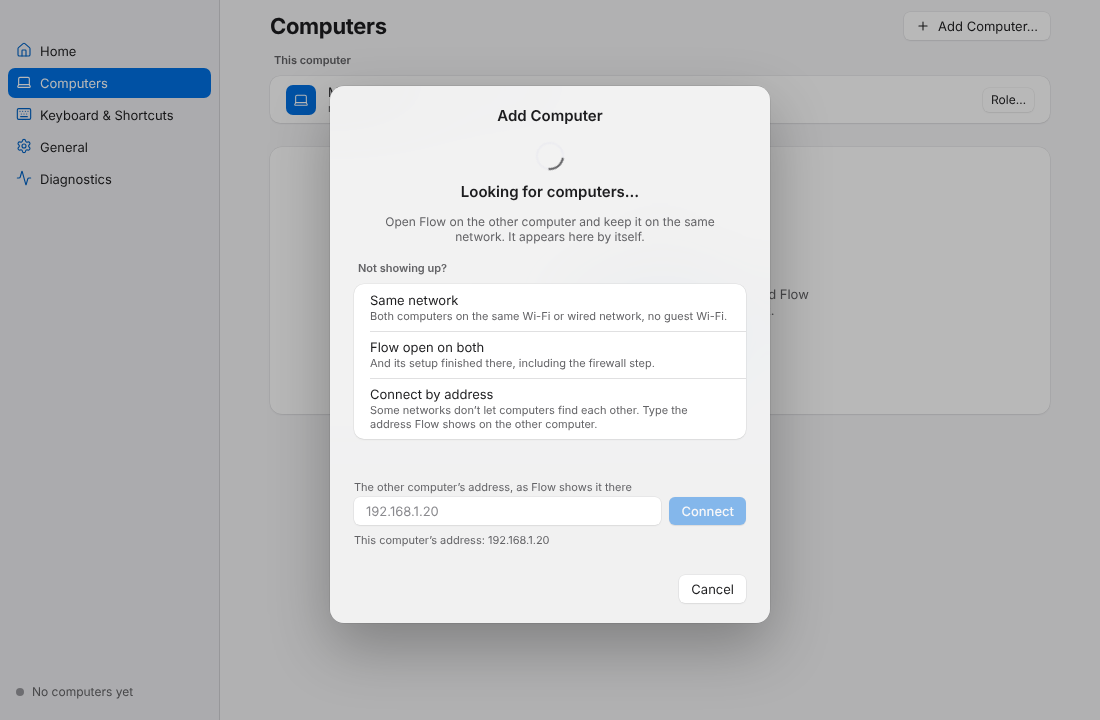 Computers
+ Add Computer...
Home
Computers
Keyboard & Shortcuts
General
Diagnostics
This computer
Role...
Add Computer
Looking for computers...
Open Flow on the other computer and keep it on the same
network. It appears here by itself.
Not showing up?
Same network
Both computers on the same Wi-Fi or wired network, no guest Wi-Fi.
Flow open on both
And its setup finished there, including the firewall step.
Connect by address
Some networks don’t let computers find each other. Type the
address Flow shows on the other computer.
Flow
The other computer’s address, as Flow shows it there
192.168.1.20
Connect
This computer’s address: 192.168.1.20
Cancel
No computers yet